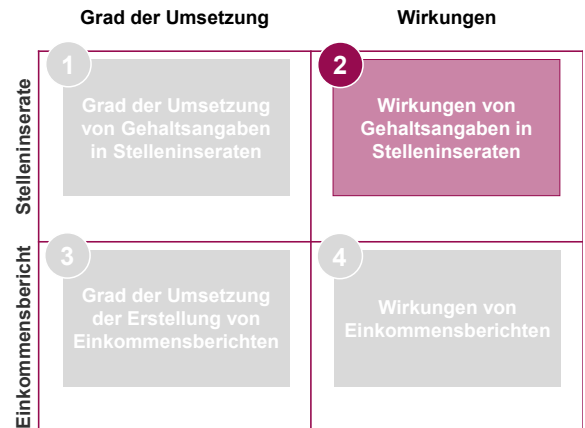 Grad der Umsetzung
Wirkungen
Stelleninserate
1
Grad der Umsetzung
von Gehaltsangaben
in Stelleninseraten
2
Wirkungen von
Gehaltsangaben in
Stelleninseraten
Einkommensbericht
3
Grad der Umsetzung
der Erstellung von
Einkommensberichten
4
Wirkungen von
Einkommensberichten